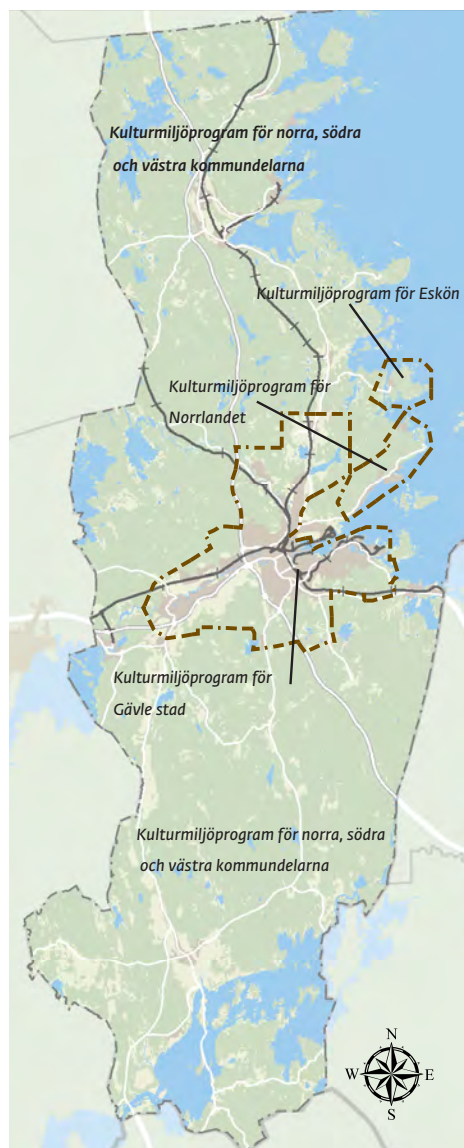 Kulturmiljöprogram för norra, södra
och västra kommundelarna
Kulturmiljöprogram för Eskön
Kulturmiljöprogram för
Norrlandet
Kulturmiljöprogram för
Gävle stad
Kulturmiljöprogram för norra, södra
och västra kommundelarna
N
W E
S